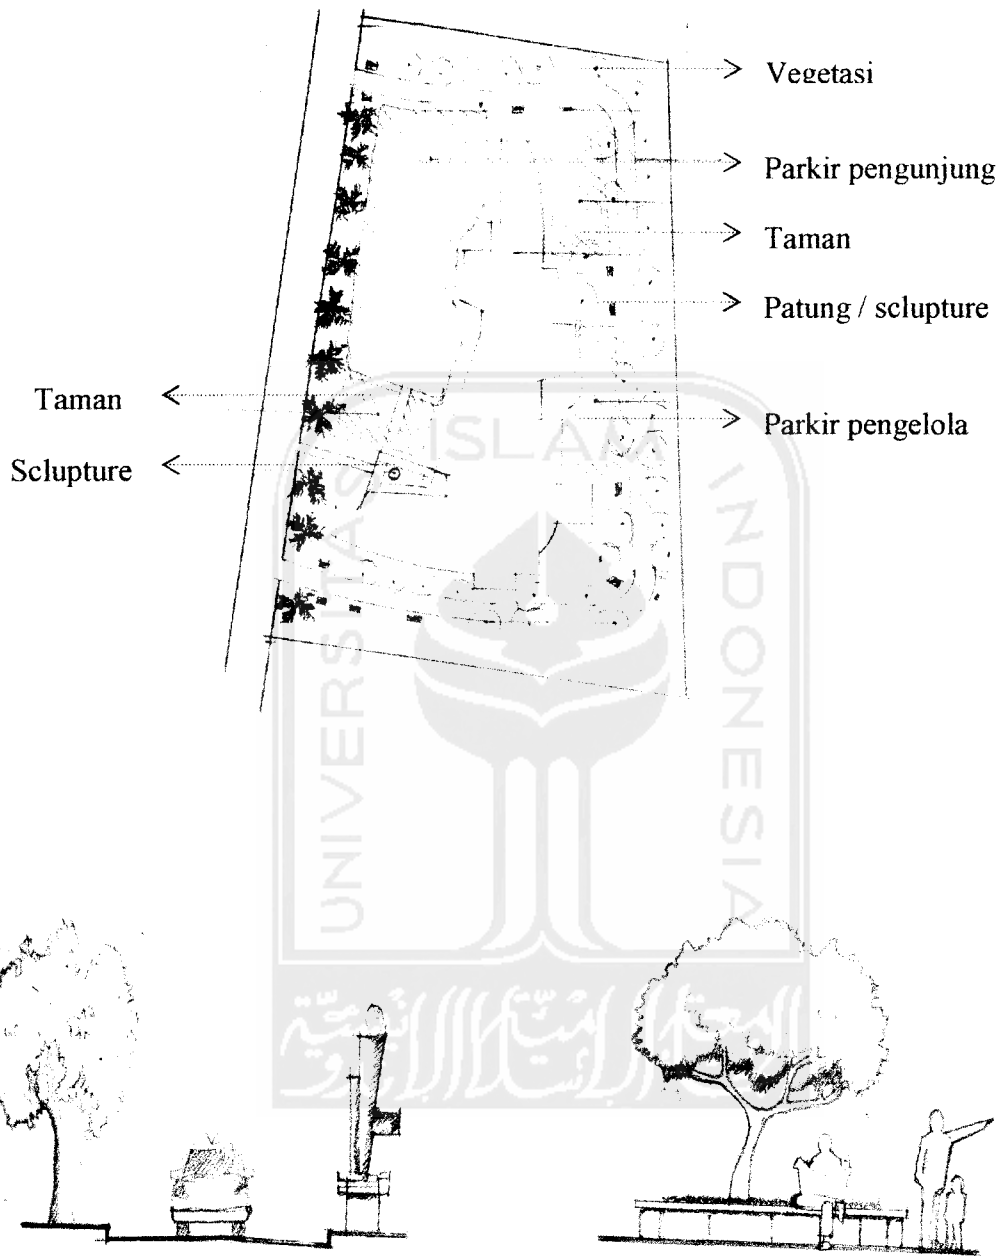 Vegetasi
Parkir pengunjung
Taman
Patung / sclupture
Taman
Parkir pengelola
Sclupture
UNIVERSITAS ISLAM INDONESIA